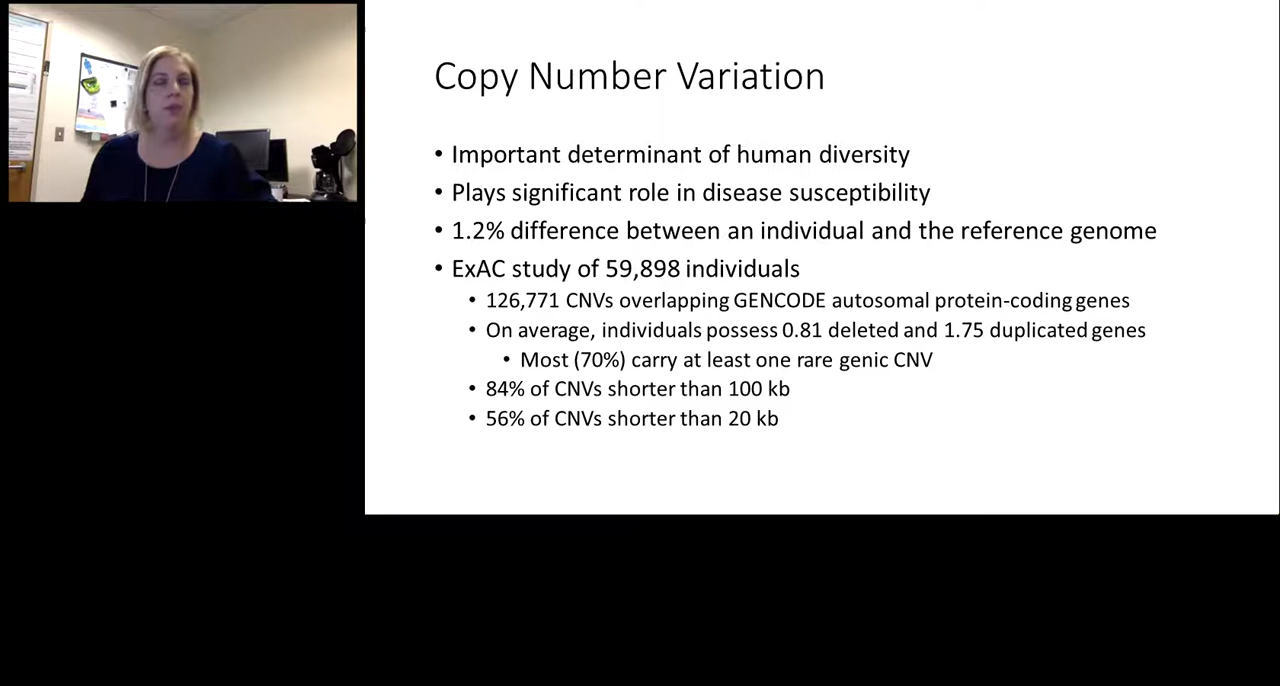 Copy Number Variation
• Important determinant of human diversity
• Plays significant role in disease susceptibility
• 1.2% difference between an individual and the reference genome
• ExAC study of 59,898 individuals
• 126,771 CNVs overlapping GENCODE autosomal protein-coding genes
• On average, individuals possess 0.81 deleted and 1.75 duplicated genes
• Most (70%) carry at least one rare genic CNV
• 84% of CNVs shorter than 100 kb
• 56% of CNVs shorter than 20 kb